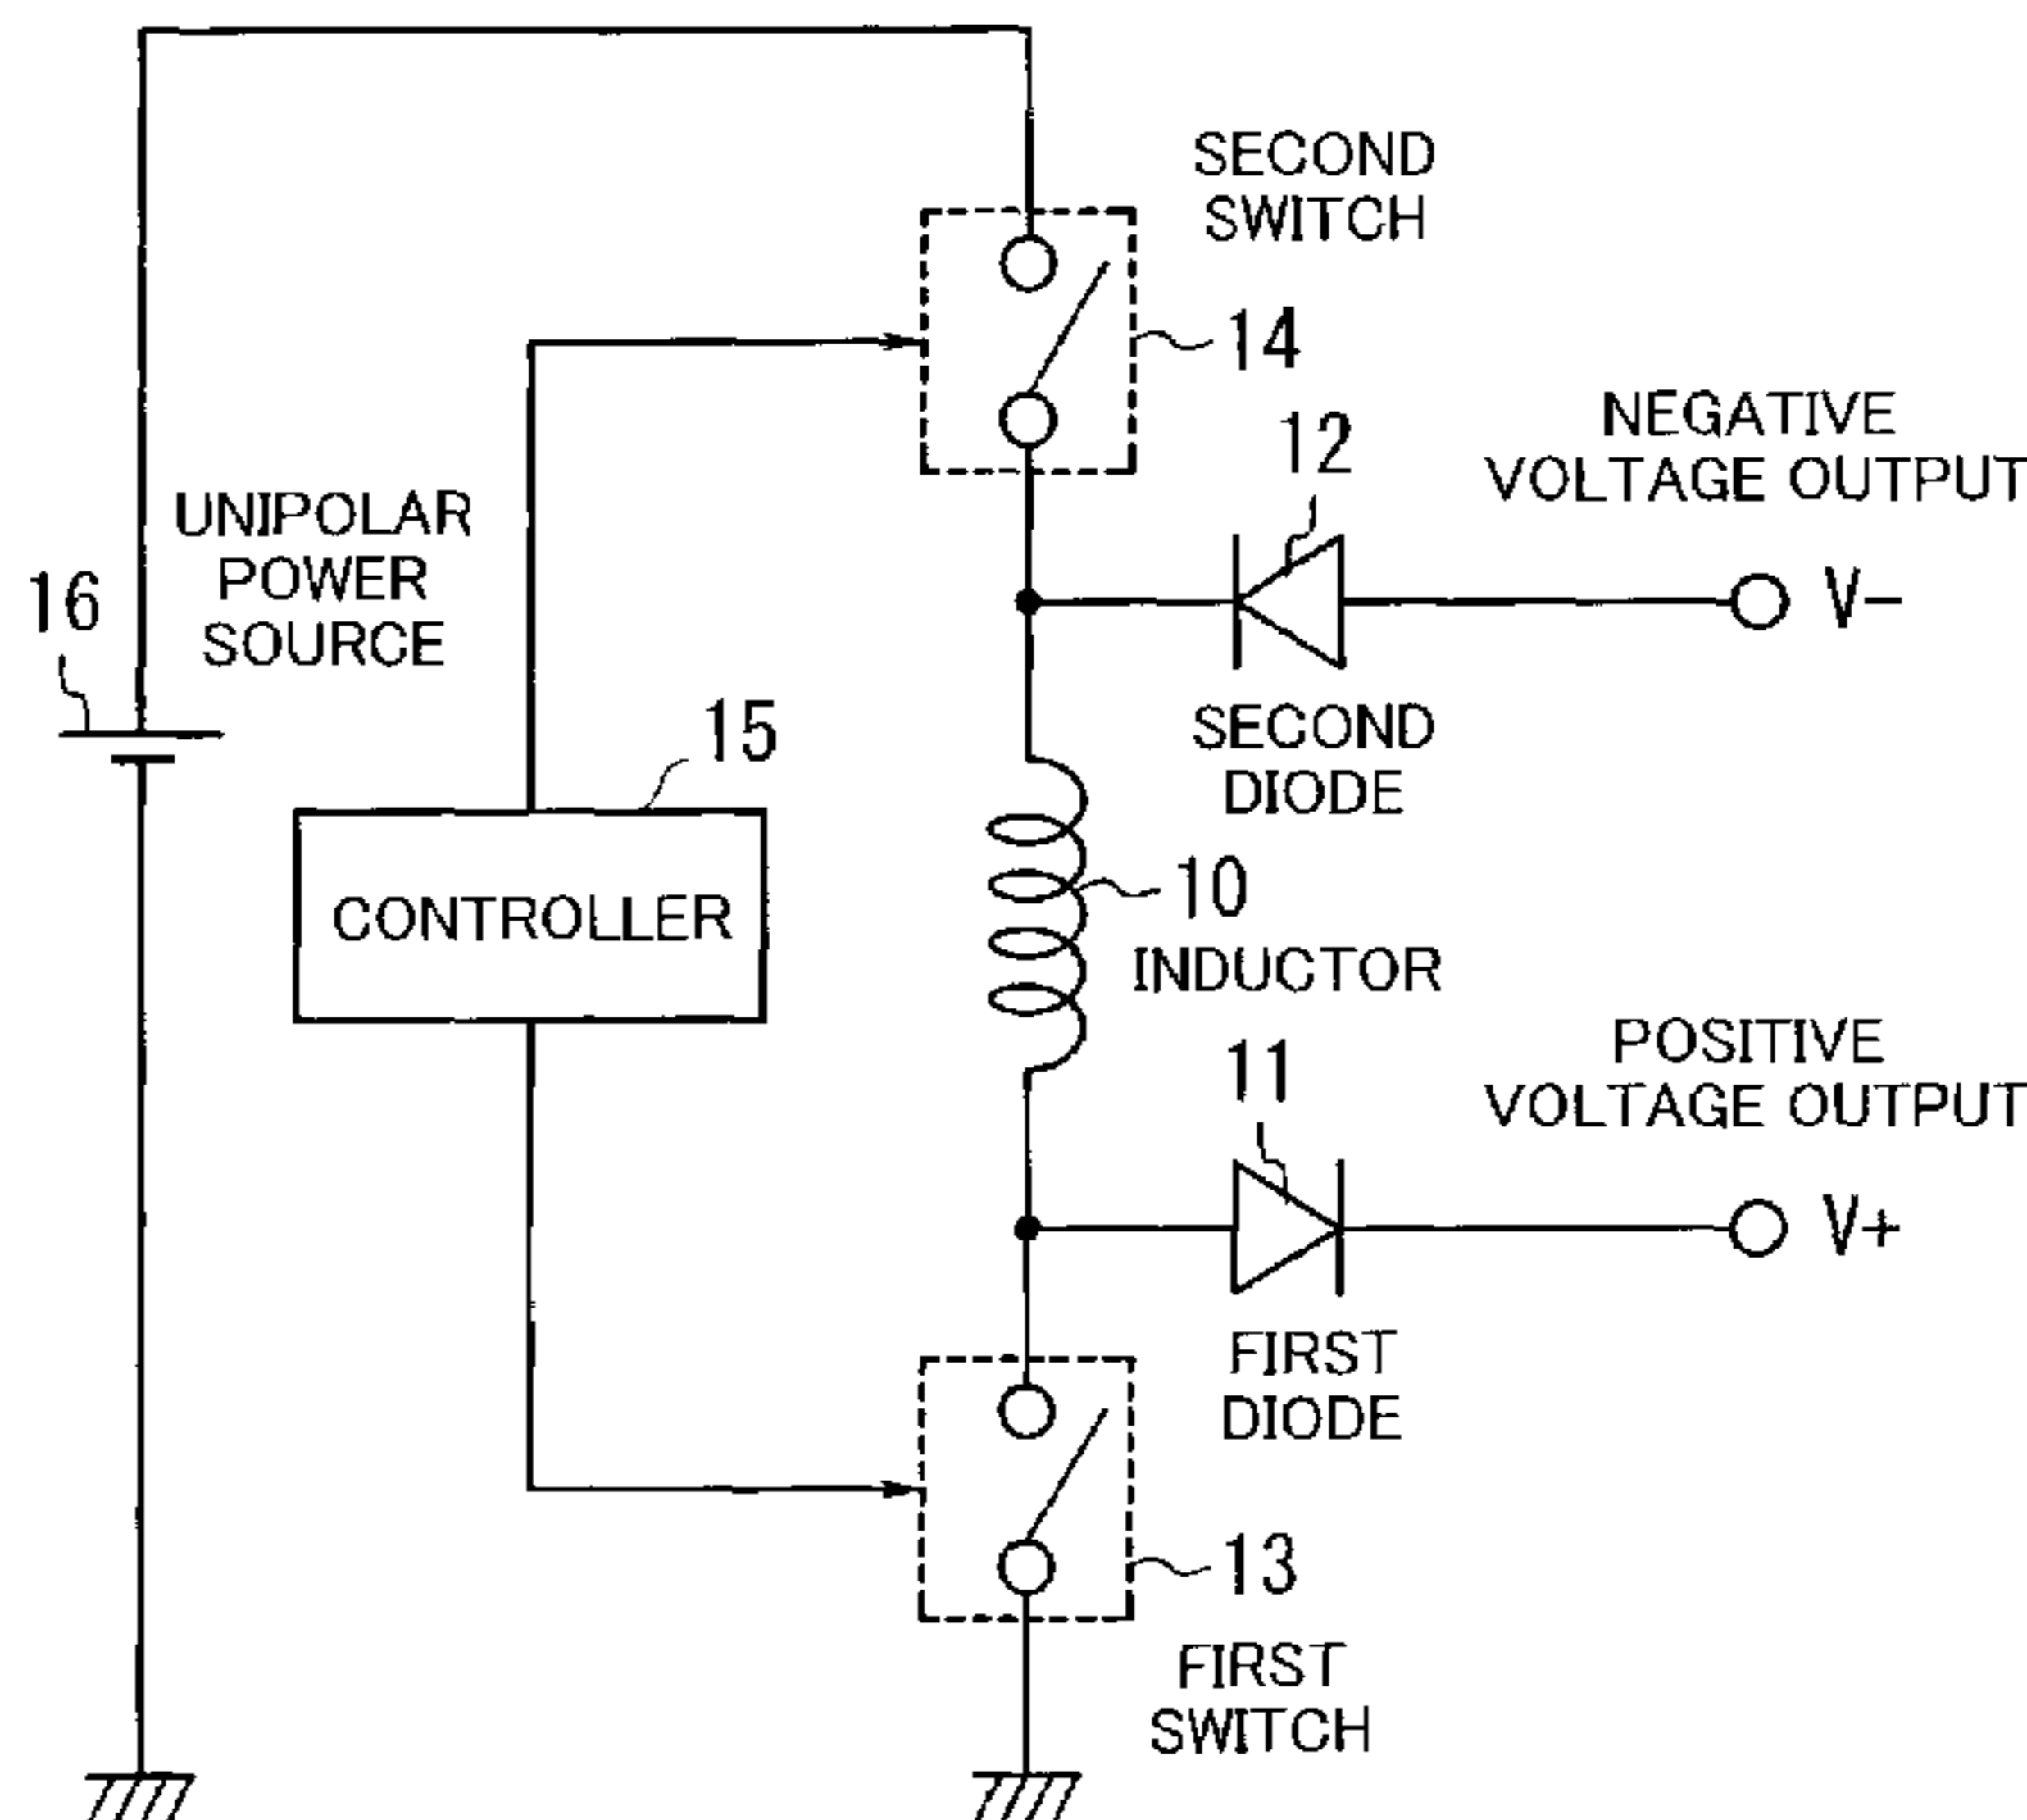 SECOND
SWITCH
14
12
NEGATIVE
VOLTAGE OUTPUT
UNIPOLAR
POWER
SOURCE
16
V−
15
SECOND
DIODE
CONTROLLER
10
INDUCTOR
11
POSITIVE
VOLTAGE OUTPUT
V+
FIRST
DIODE
13
FIRST
SWITCH